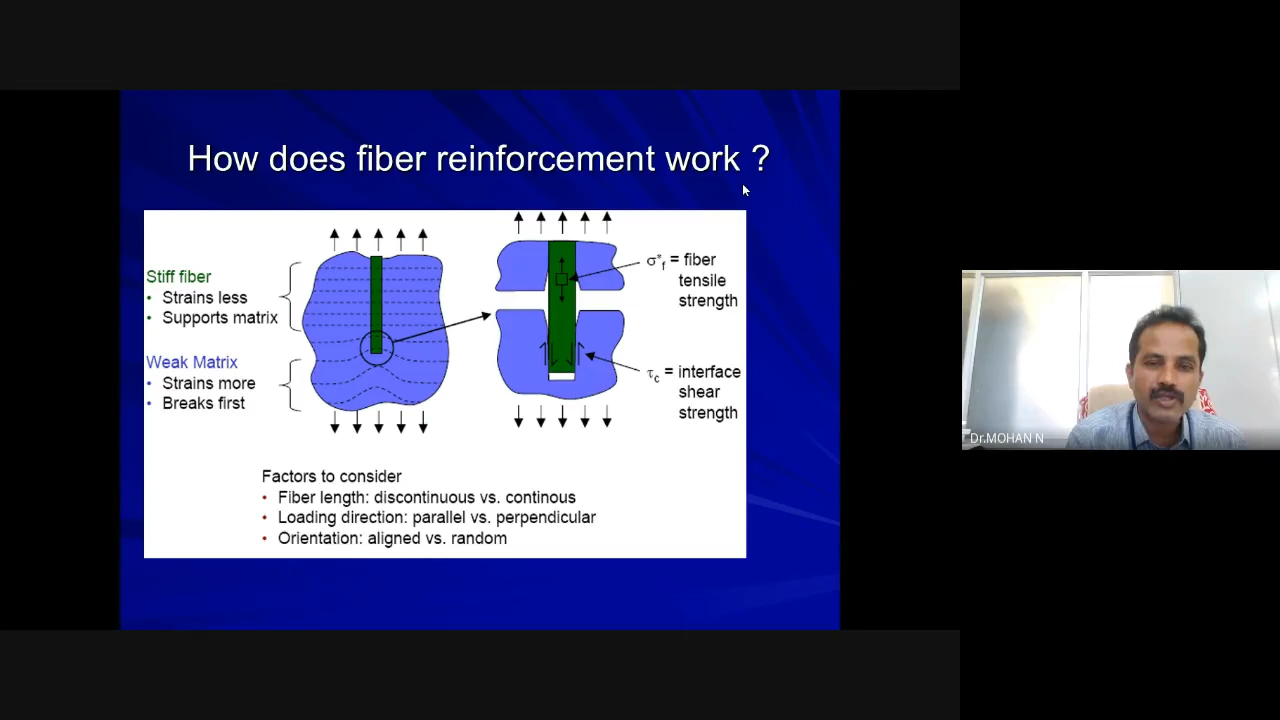 How does fiber reinforcement work ?
Stiff fiber
• Strains less
• Supports matrix
Weak Matrix
• Strains more
• Breaks first
σ*f = fiber
tensile
strength
τc = interface
shear
strength
Factors to consider
• Fiber length: discontinuous vs. continous
• Loading direction: parallel vs. perpendicular
• Orientation: aligned vs. random
Dr.MOHAN N